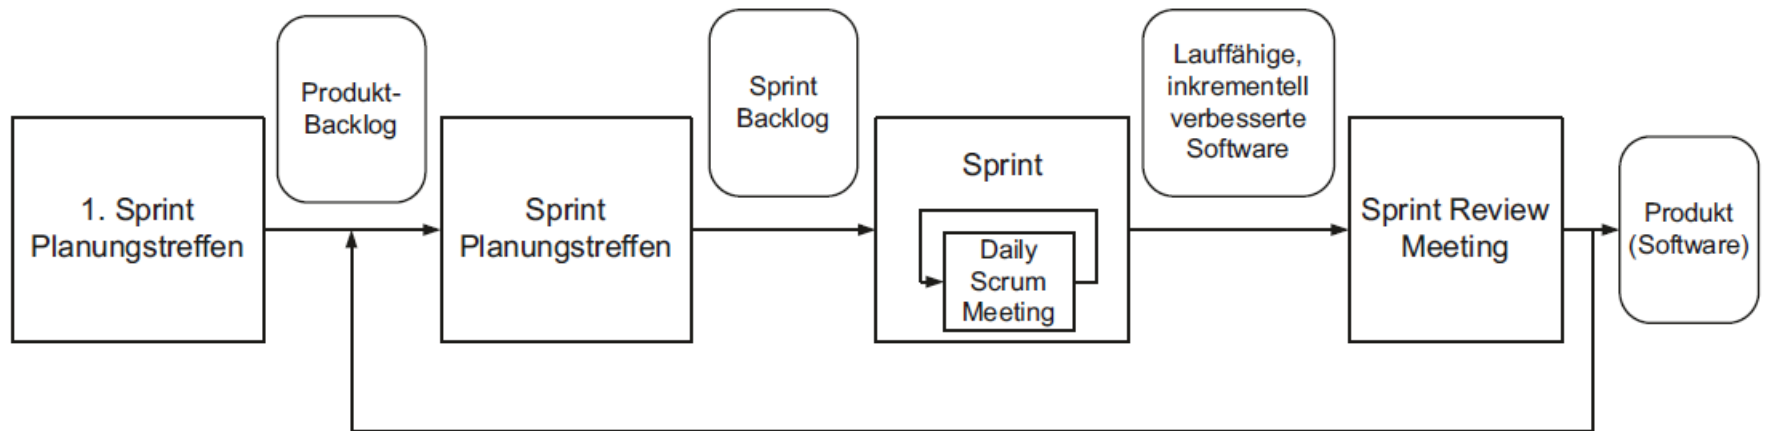 1. Sprint
Planungstreffen
Produkt-
Backlog
Sprint
Planungstreffen
Sprint
Backlog
Sprint
Daily
Scrum
Meeting
Lauffähige,
inkrementell
verbesserte
Software
Sprint Review
Meeting
Produkt
(Software)